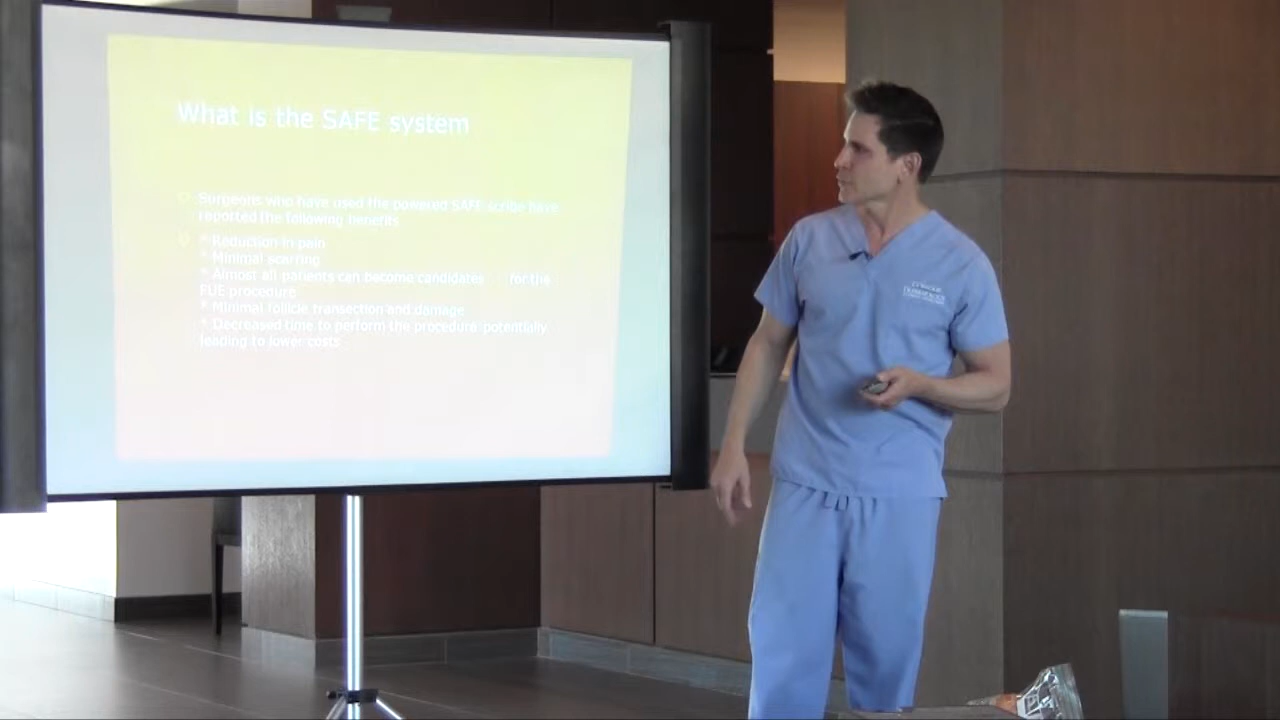 What is the SAFE system
Surgeons who have used the powered SAFE scribe have
reported the following benefits
* Reduction in pain
* Minimal scarring
* Almost all patients can become candidates for the
FUE procedure
* Minimal follicle transection and damage
* Decreased time to perform the procedure potentially
leading to lower costs